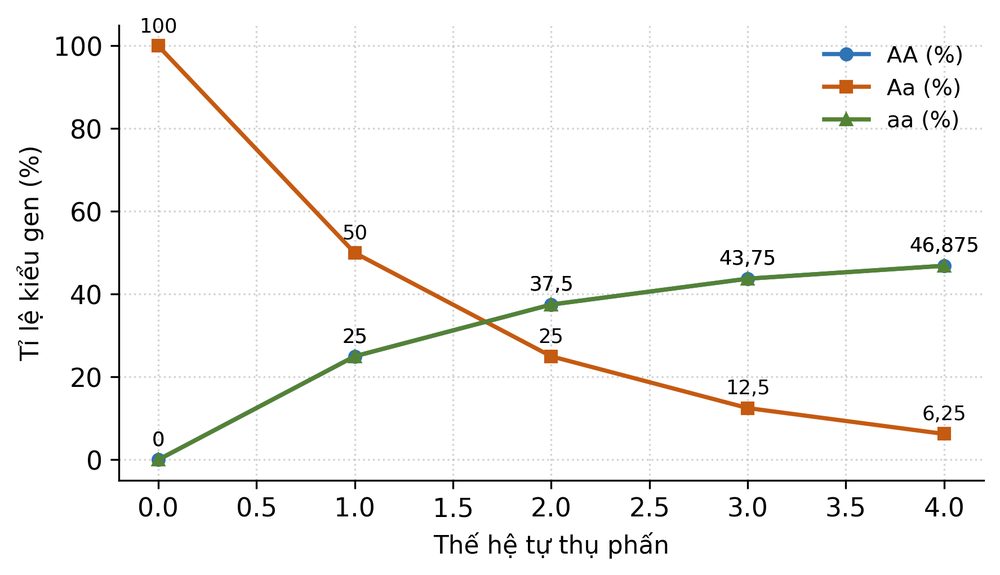 100
50
25
0
37,5
25
43,75
12,5
46,875
6,25
AA (%)
Aa (%)
aa (%)
Tỉ lệ kiểu gen (%)
100
80
60
40
20
0
0.0 0.5 1.0 1.5 2.0 2.5 3.0 3.5 4.0
Thế hệ tự thụ phấn